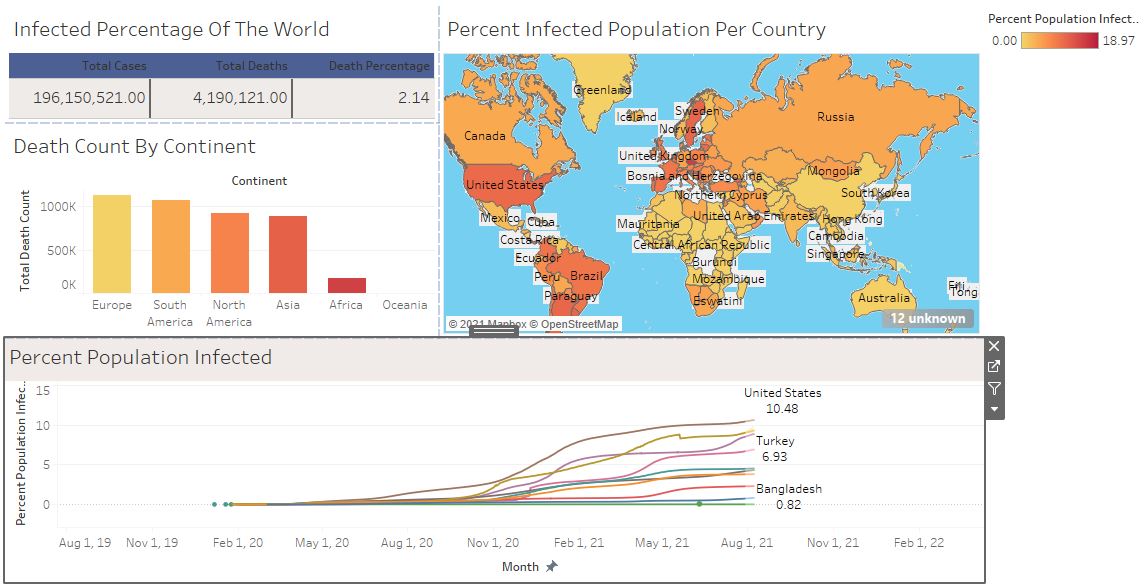 Infected Percentage Of The World
Total Cases Total Deaths Death Percentage
196,150,521.00 4,190,121.00 2.14
Death Count By Continent
Continent
Total Death Count
1000K
500K
0K
Europe
South America
North America
Asia
Africa
Oceania
Percent Infected Population Per Country
Greenland
Iceland
Sweden
Norway
Russia
Canada
United Kingdom
United States
Bosnia and Herzegovina
Mongolia
Northern Cyprus
South Korea
Mexico
Cuba
Mauritania
United Arab Emirates
Hong Kong
Costa Rica
Central African Republic
Cambodia
Ecuador
Burundi
Singapore
Peru
Brazil
Mozambique
Paraguay
Eswatini
Australia
Fiji
Tong
© 2021 Mapbox © OpenStreetMap
12 unknown
Percent Population Infect..
0.00 18.97
Percent Population Infected
Percent Population Infec..
15
10
5
0
United States
10.48
Turkey
6.93
Bangladesh
0.82
Aug 1, 19 Nov 1, 19 Feb 1, 20 May 1, 20 Aug 1, 20 Nov 1, 20 Feb 1, 21 May 1, 21 Aug 1, 21 Nov 1, 21 Feb 1, 22
Month